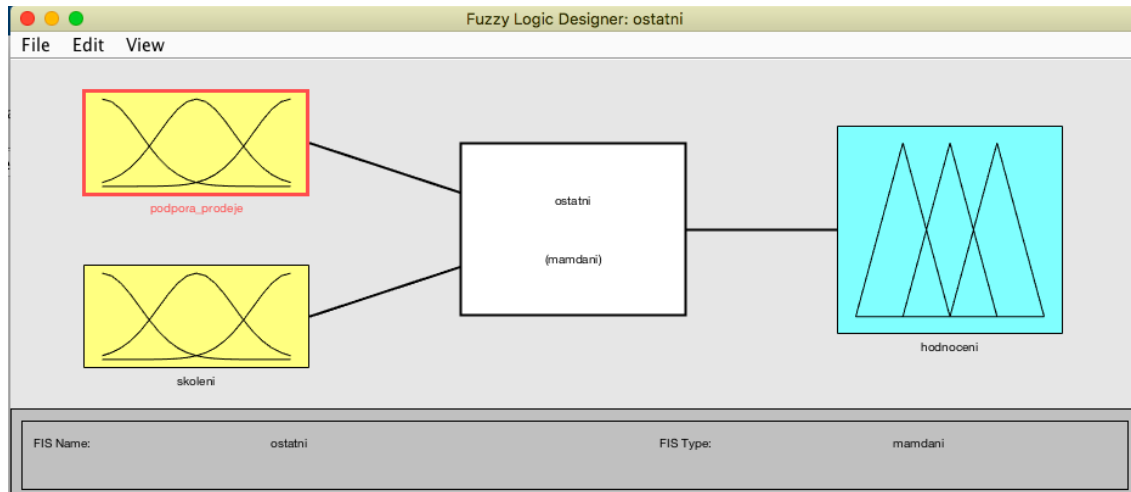 Fuzzy Logic Designer: ostatni
File Edit View
podpora_prodeje
skoleni
ostatni
(mamdani)
hodnoceni
FIS Name: ostatni FIS Type: mamdani